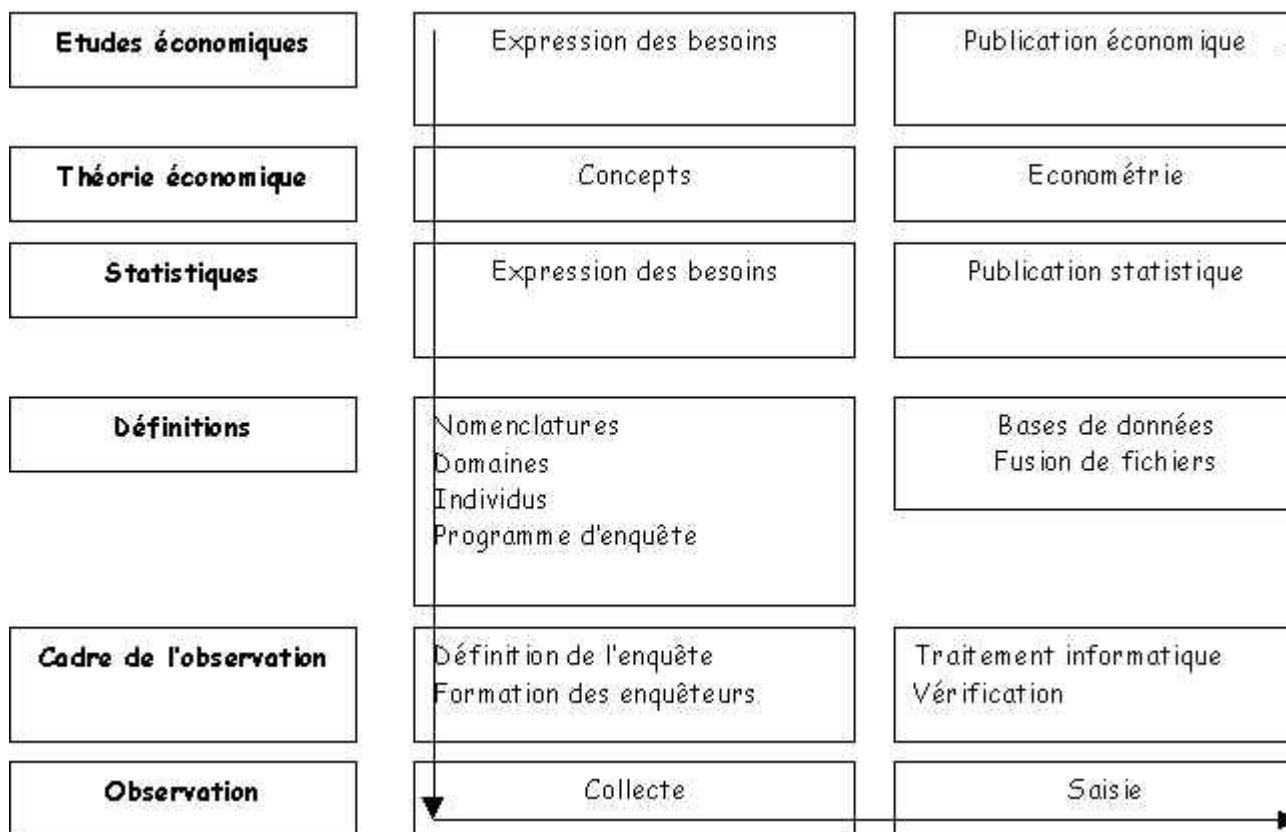 Etudes économiques
Expression des besoins
Publication économique
Théorie économique
Concepts
Econométrie
Statistiques
Expression des besoins
Publication statistique
Définitions
Nomenclatures
Domaines
Individus
Programme d'enquête
Bases de données
Fusion de fichiers
Cadre de l'observation
Définition de l'enquête
Formation des enquêteurs
Traitement informatique
Vérification
Observation
Collecte
Saisie